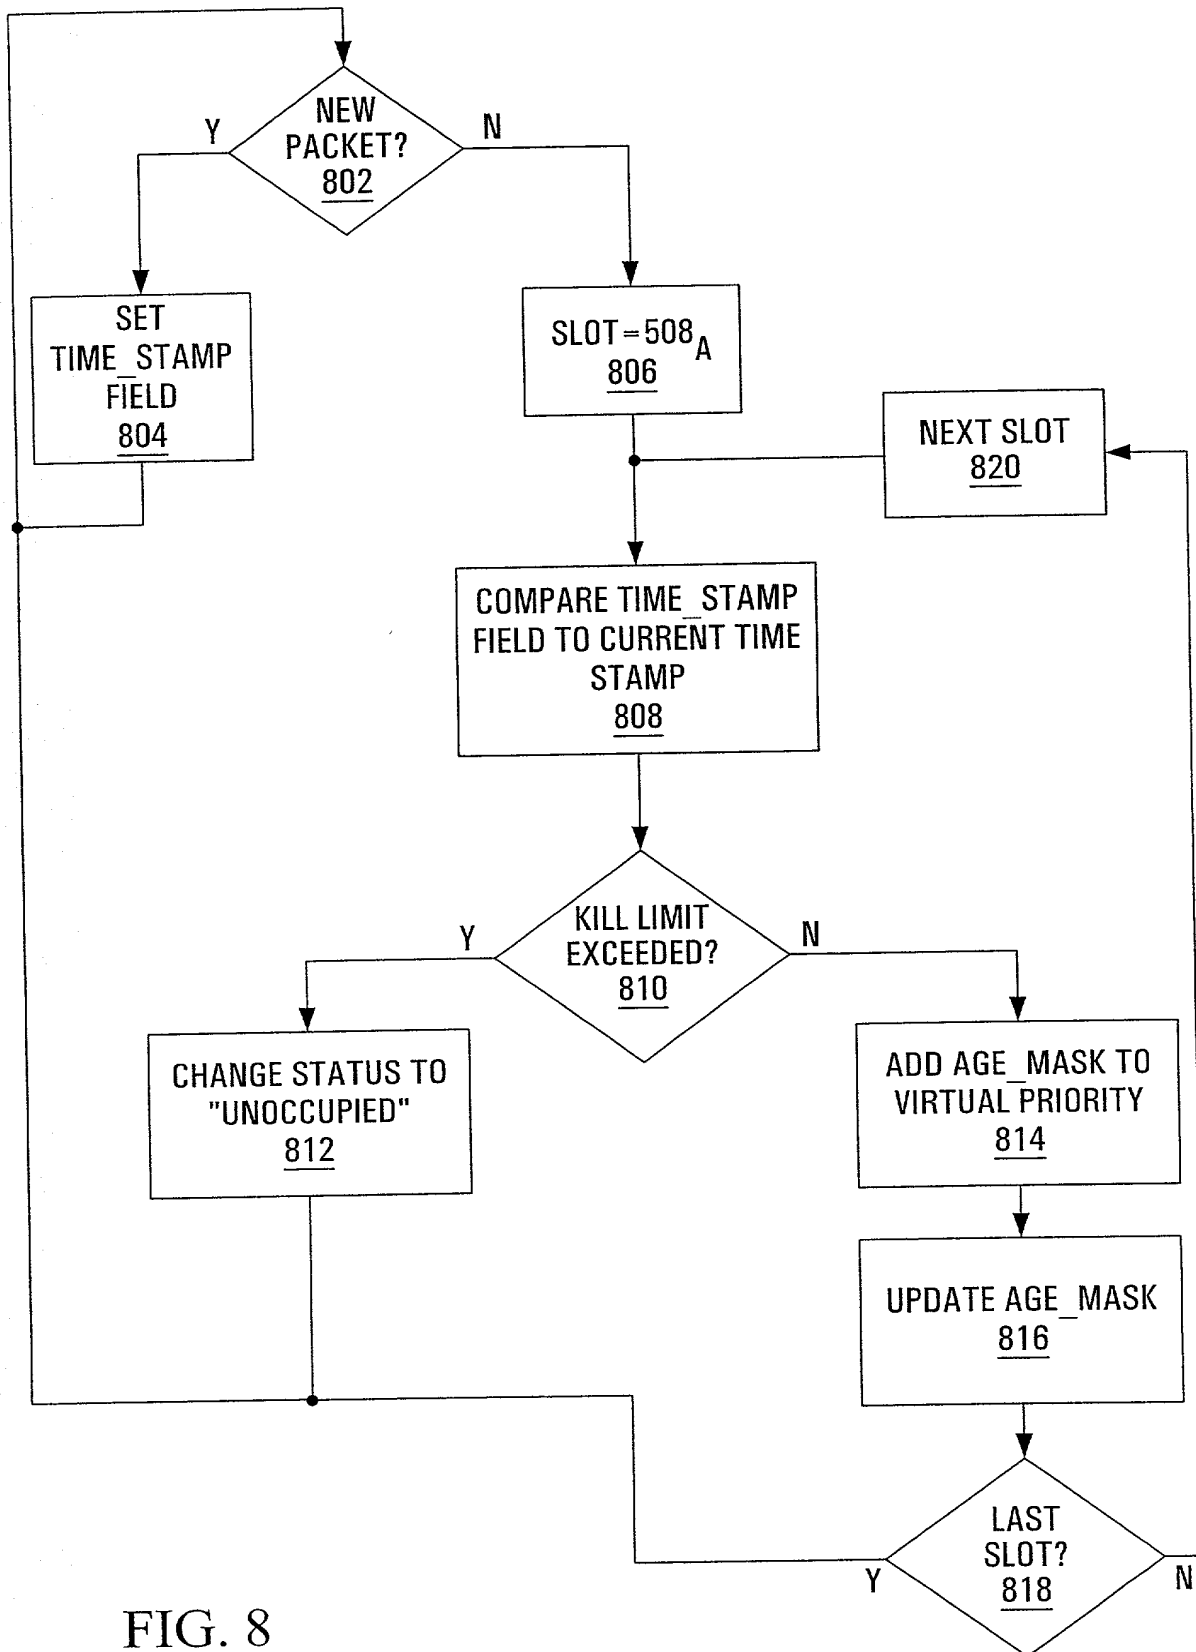 NEW
PACKET?
802
Y
N
SET
TIME_STAMP
FIELD
804
SLOT=508A
806
NEXT SLOT
820
COMPARE TIME_STAMP
FIELD TO CURRENT TIME
STAMP
808
KILL LIMIT
EXCEEDED?
810
Y
N
CHANGE STATUS TO
"UNOCCUPIED"
812
ADD AGE_MASK TO
VIRTUAL PRIORITY
814
UPDATE AGE_MASK
816
LAST
SLOT?
818
Y
N
FIG. 8